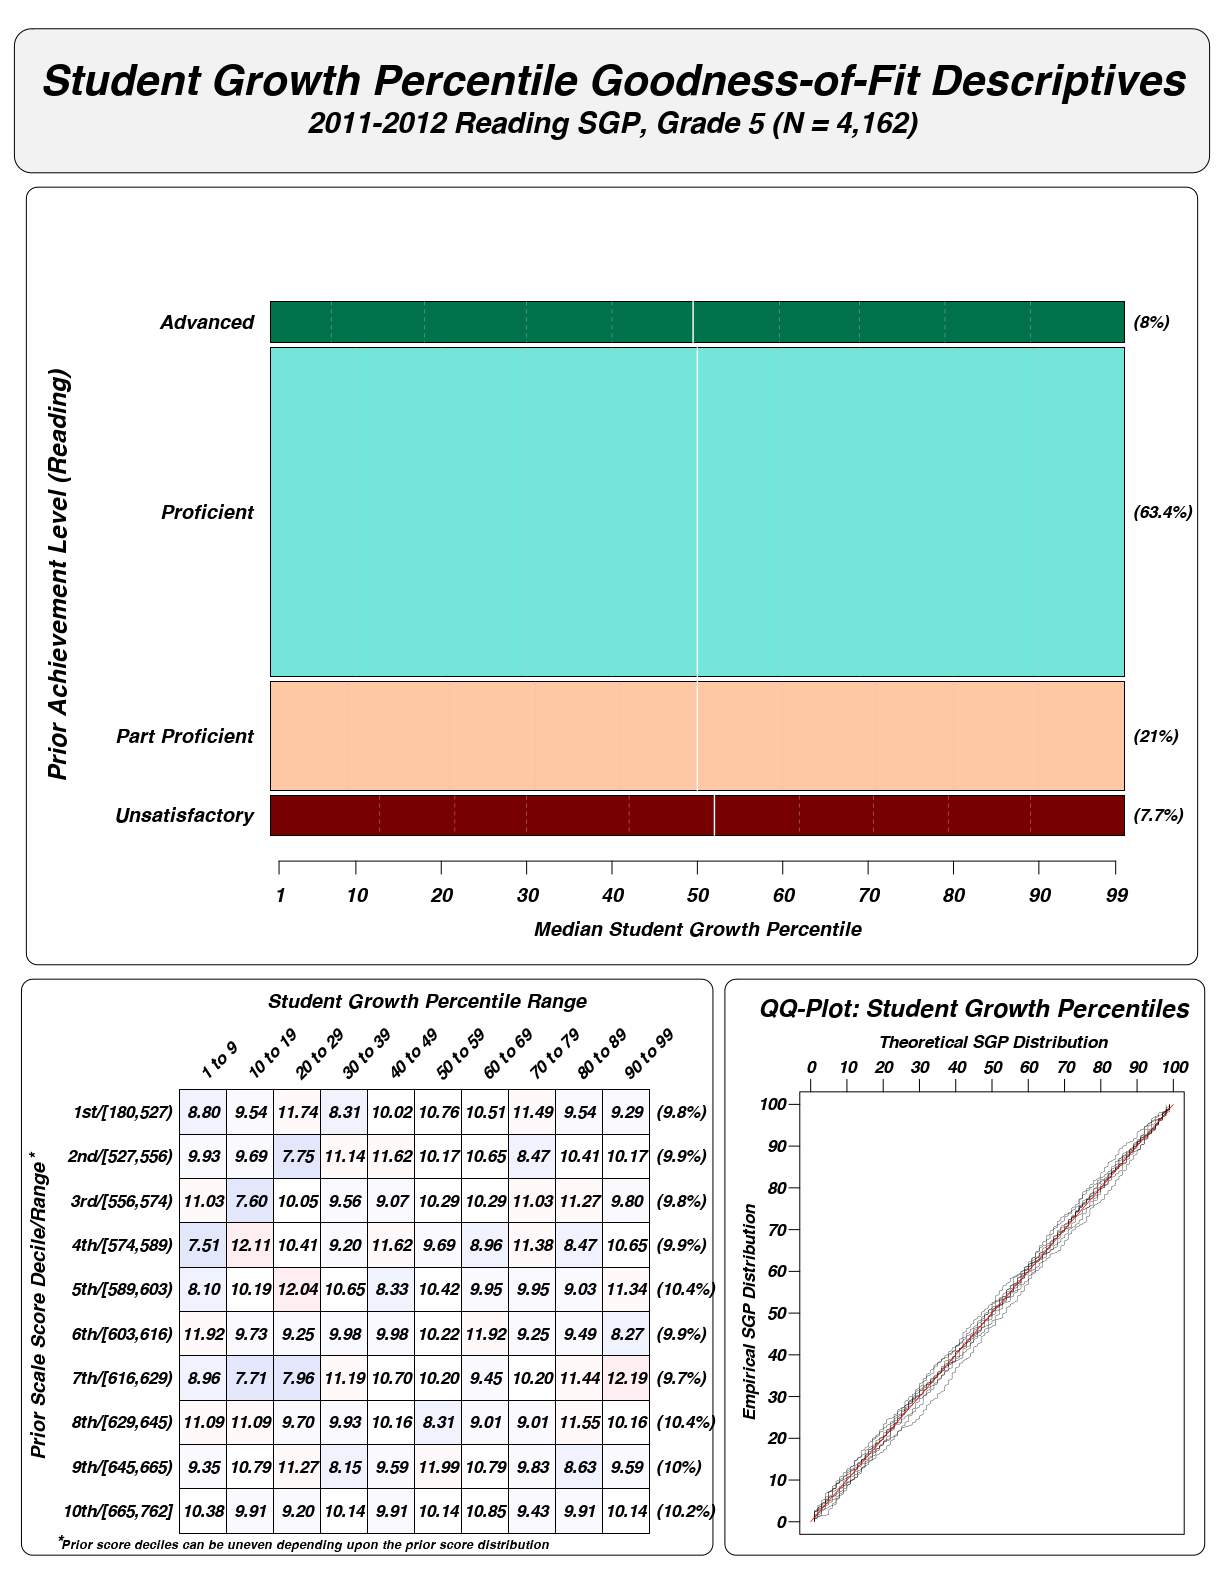 Student Growth Percentile Goodness-of-Fit Descriptives
2011-2012 Reading SGP, Grade 5 (N = 4,162)
Prior Achievement Level (Reading)
Advanced (8%)
Proficient (63.4%)
Part Proficient (21%)
Unsatisfactory (7.7%)
1 10 20 30 40 50 60 70 80 90 99
Median Student Growth Percentile
Student Growth Percentile Range
1 to 9 10 to 19 20 to 29 30 to 39 40 to 49 50 to 59 60 to 69 70 to 79 80 to 89 90 to 99
Prior Scale Score Decile/Range*
1st/[180,527) 8.80 9.54 11.74 8.31 10.02 10.76 10.51 11.49 9.54 9.29 (9.8%)
2nd/[527,556) 9.93 9.69 7.75 11.14 11.62 10.17 10.65 8.47 10.41 10.17 (9.9%)
3rd/[556,574) 11.03 7.60 10.05 9.56 9.07 10.29 10.29 11.03 11.27 9.80 (9.8%)
4th/[574,589) 7.51 12.11 10.41 9.20 11.62 9.69 8.96 11.38 8.47 10.65 (9.9%)
5th/[589,603) 8.10 10.19 12.04 10.65 8.33 10.42 9.95 9.95 9.03 11.34 (10.4%)
6th/[603,616) 11.92 9.73 9.25 9.98 9.98 10.22 11.92 9.25 9.49 8.27 (9.9%)
7th/[616,629) 8.96 7.71 7.96 11.19 10.70 10.20 9.45 10.20 11.44 12.19 (9.7%)
8th/[629,645) 11.09 11.09 9.70 9.93 10.16 8.31 9.01 9.01 11.55 10.16 (10.4%)
9th/[645,665) 9.35 10.79 11.27 8.15 9.59 11.99 10.79 9.83 8.63 9.59 (10%)
10th/[665,762] 10.38 9.91 9.20 10.14 9.91 10.14 10.85 9.43 9.91 10.14 (10.2%)
*Prior score deciles can be uneven depending upon the prior score distribution
QQ-Plot: Student Growth Percentiles
Theoretical SGP Distribution
0 10 20 30 40 50 60 70 80 90 100
Empirical SGP Distribution
100
90
80
70
60
50
40
30
20
10
0